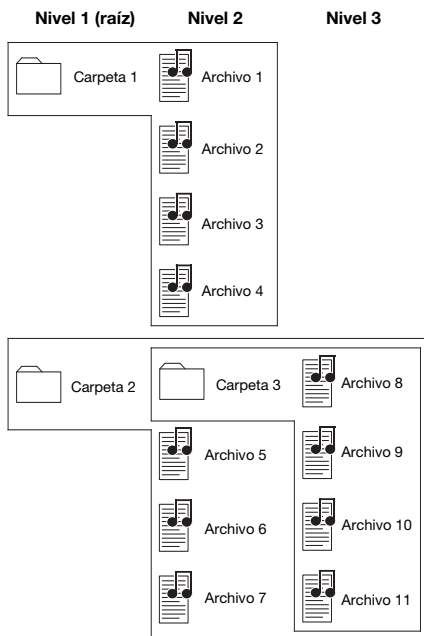 Nivel 1 (raíz) Nivel 2 Nivel 3
Carpeta 1 Archivo 1
Archivo 2
Archivo 3
Archivo 4
Carpeta 2 Carpeta 3 Archivo 8
Archivo 5 Archivo 9
Archivo 6 Archivo 10
Archivo 7 Archivo 11